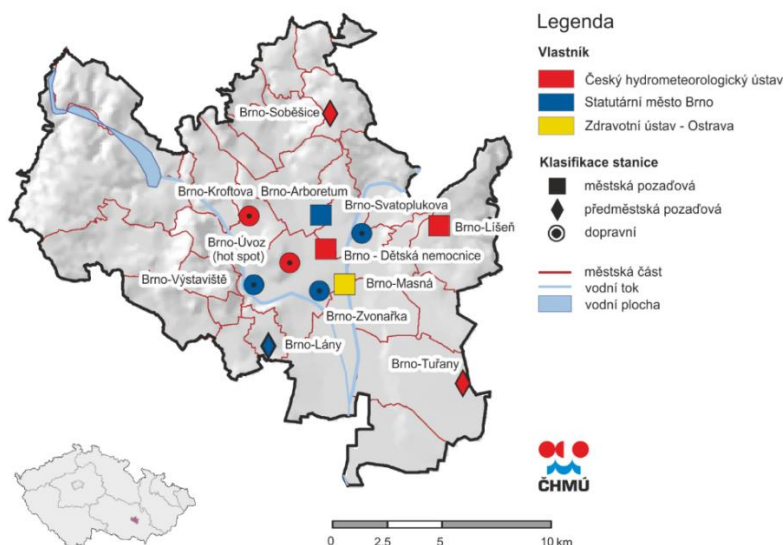 Legenda
Vlastník
Český hydrometeorologický ústav
Statutární město Brno
Zdravotní ústav - Ostrava
Klasifikace stanice
městská pozaďová
předměstská pozaďová
dopravní
městská část
vodní tok
vodní plocha
Brno-Soběšice
Brno-Kroftova
Brno-Arboretum
Brno-Svatoplukova
Brno-Líšeň
Brno-Úvoz
(hot spot)
Brno - Dětská nemocnice
Brno-Výstaviště
Brno-Masná
Brno-Zvonařka
Brno-Lány
Brno-Tuřany
ČHMÚ
0 2.5 5 10 km